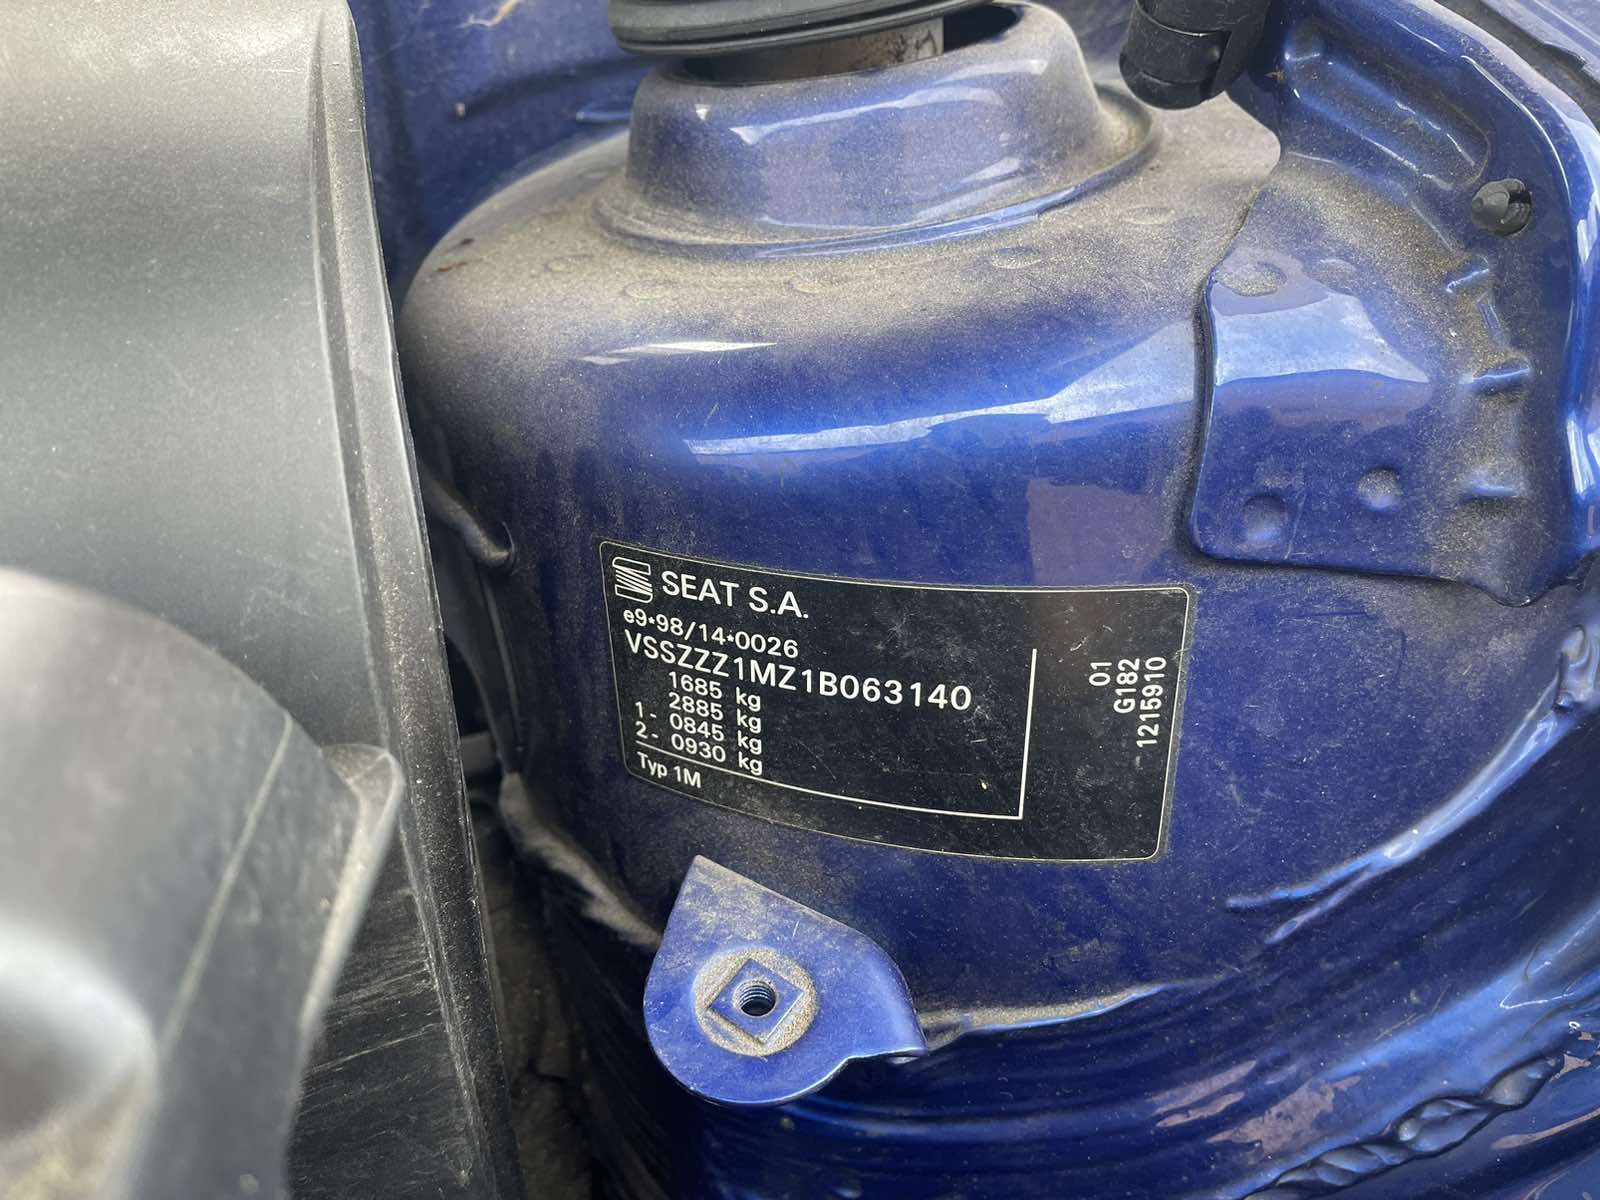 SEAT S.A.
e9*98/14*0026
VSSZZZ1MZ1B063140
1685 kg
2885 kg
1- 0845 kg
2- 0930 kg
Typ 1M
01
G182
1215910